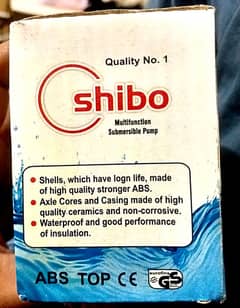 Quality No. 1
shibo
Multifunction
Submersible Pump
Shells, which have logn life, made
of high quality stronger ABS.
Axle Cores and Casing made of high
quality ceramics and non-corrosive.
Waterproof and good performance
of insulation.
ABS TOP CE GS